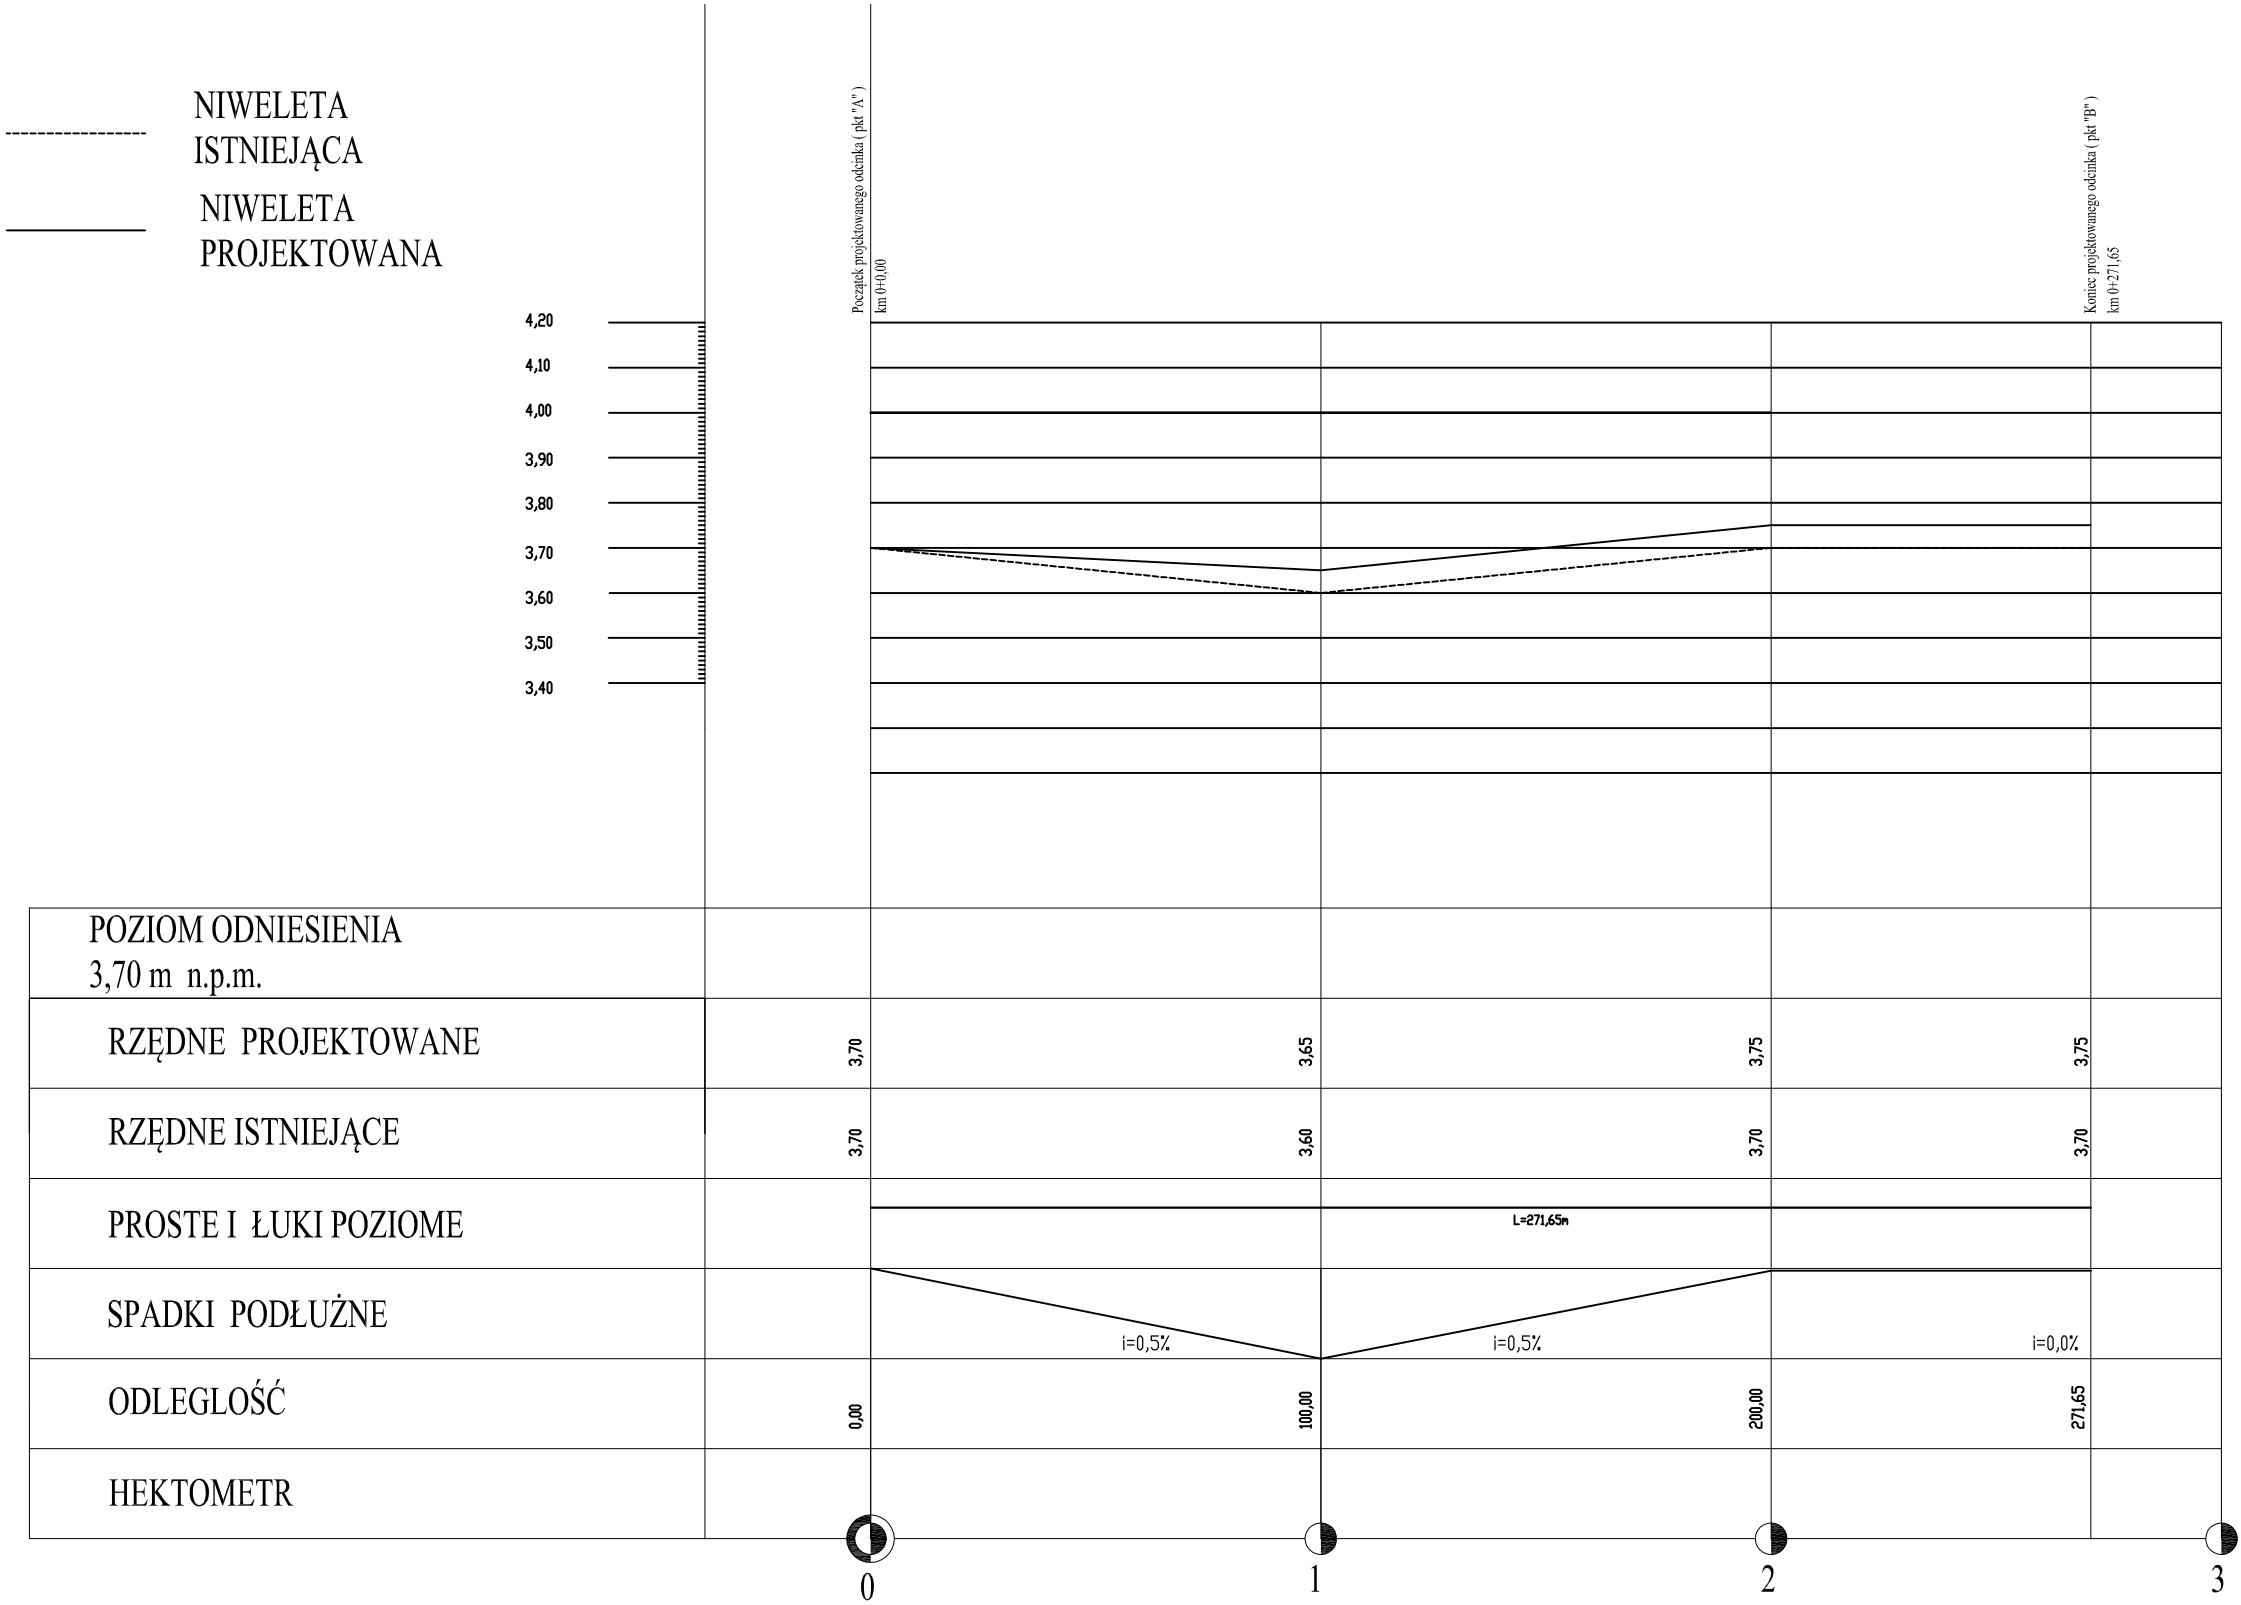 NIWELETA
ISTNIEJĄCA
NIWELETA
PROJEKTOWANA
Początek projektowanego odcinka ( pkt "A" )
km 0+0,00
Koniec projektowanego odcinka ( pkt "B" )
km 0+271,65
4,20
4,10
4,00
3,90
3,80
3,70
3,60
3,50
3,40
POZIOM ODNIESIENIA
3,70 m n.p.m.
RZĘDNE PROJEKTOWANE 3,70 3,65 3,75 3,75
RZĘDNE ISTNIEJĄCE 3,70 3,60 3,70 3,70
PROSTE I ŁUKI POZIOME L=271,65m
SPADKI PODŁUŻNE i=0,5% i=0,5% i=0,0%
ODLEGLOŚĆ 0,00 100,00 200,00 271,65
HEKTOMETR
0 1 2 3